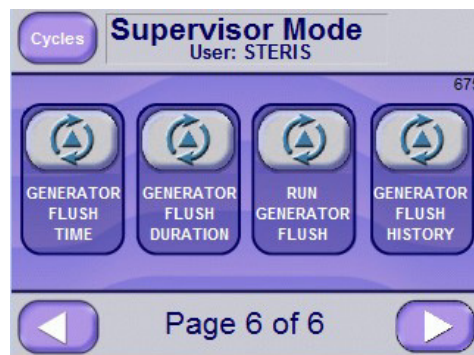 Cycles
Supervisor Mode
User: STERIS
675
GENERATOR
FLUSH
TIME
GENERATOR
FLUSH
DURATION
RUN
GENERATOR
FLUSH
GENERATOR
FLUSH
HISTORY
Page 6 of 6